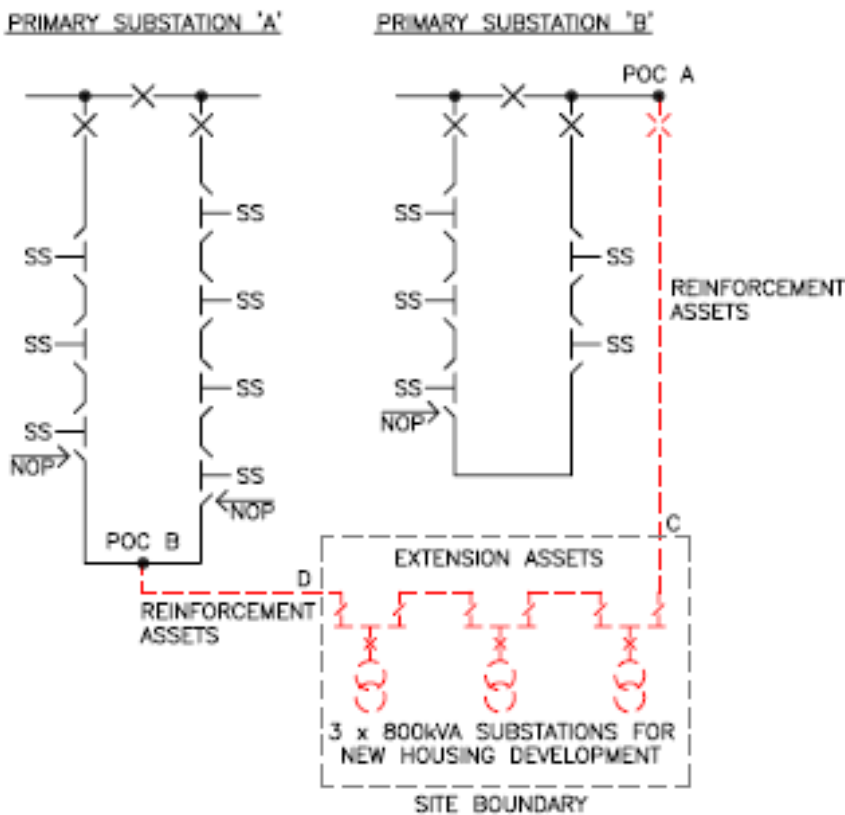 PRIMARY SUBSTATION 'A'
PRIMARY SUBSTATION 'B'
POC A
SS
SS
SS
SS
SS
SS
SS
SS
SS
SS
SS
SS
REINFORCEMENT
ASSETS
NOP
NOP
NOP
POC B
C
D
EXTENSION ASSETS
REINFORCEMENT
ASSETS
3 x 800kVA SUBSTATIONS FOR
NEW HOUSING DEVELOPMENT
SITE BOUNDARY